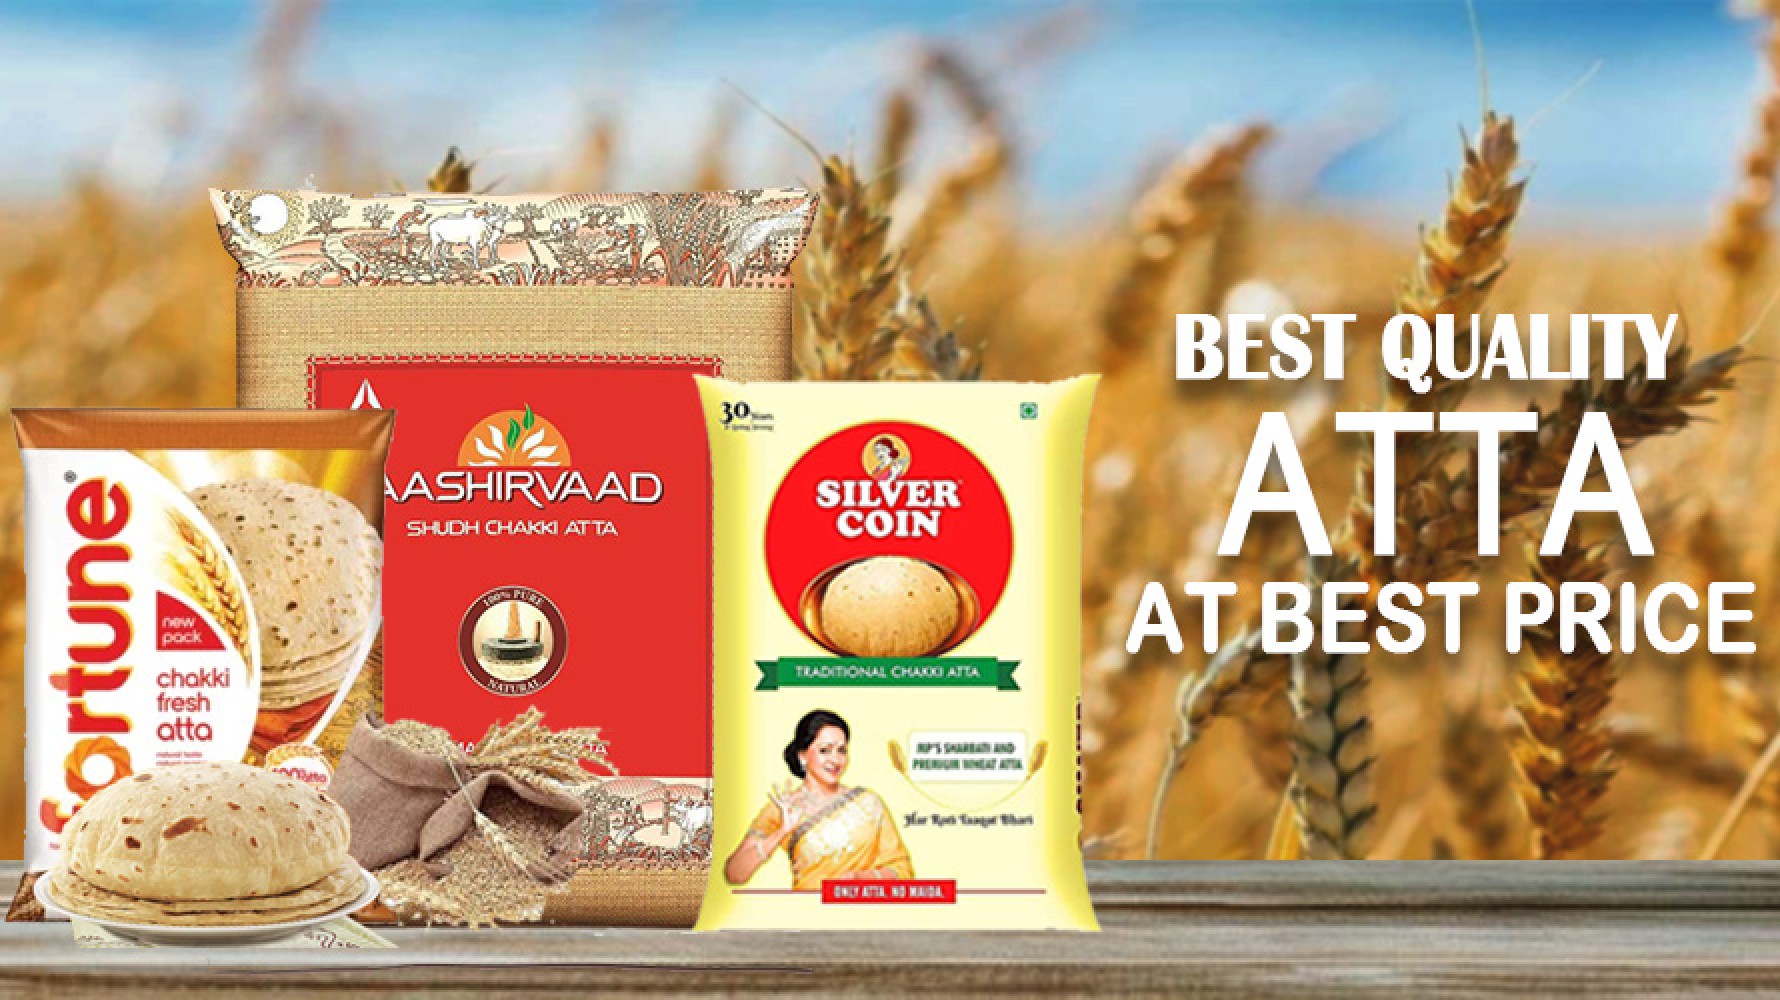 fortune
®
new
pack
chakki
fresh
atta
AASHIRVAAD
SHUDH CHAKKI ATTA
100% PURE
NATURAL
30 Years
SILVER
COIN
TRADITIONAL CHAKKI ATTA
MP'S SHARBATI AND
PREMIUM WHEAT ATTA
Har Roti Taaqat Bhari
ONLY ATTA. NO MAIDA.
BEST QUALITY
ATTA
AT BEST PRICE